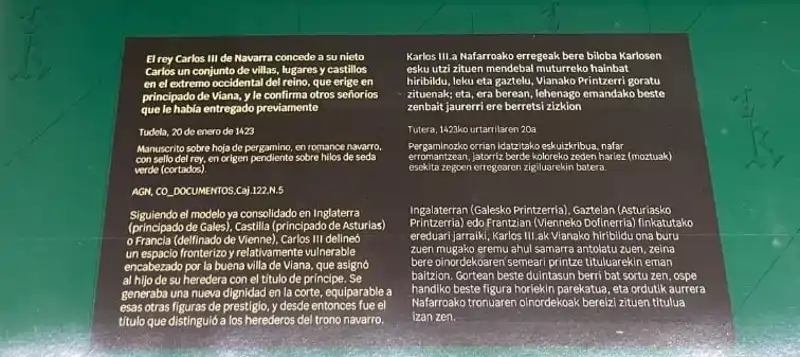 El rey Carlos III de Navarra concede a su nieto
Carlos un conjunto de villas, lugares y castillos
en el extremo occidental del reino, que erige en
principado de Viana, y le confirma otros señoríos
que le había entregado previamente
Tudela, 20 de enero de 1423
Manuscrito sobre hoja de pergamino, en romance navarro,
con sello del rey, en origen pendiente sobre hilos de seda
verde (cortados).
AGN, CO_DOCUMENTOS,Caj.122,N.5
Siguiendo el modelo ya consolidado en Inglaterra
(principado de Gales), Castilla (principado de Asturias)
o Francia (delfinado de Vienne), Carlos III delineó
un espacio fronterizo y relativamente vulnerable
encabezado por la buena villa de Viana, que asignó
al hijo de su heredera con el título de príncipe. Se
generaba una nueva dignidad en la corte, equiparable a
esas otras figuras de prestigio, y desde entonces fue el
título que distinguió a los herederos del trono navarro.
Karlos III.a Nafarroako erregeak bere biloba Karlosen
esku utzi zituen mendebal muturreko hainbat
hiribildu, leku eta gaztelu, Vianako Printzerri goratu
zituenak; eta, era berean, lehenago emandako beste
zenbait jaurerri ere berretsi zizkion
Tutera, 1423ko urtarrilaren 20a
Pergaminozko orrian idatzitako eskuizkribua, nafar
erromantzean, jatorriz berde koloreko zeden hariez (moztuak)
esekita zegoen erregearen zigiluarekin batera.
Ingalaterran (Galesko Printzerria), Gaztelan (Asturiasko
Printzerria) edo Frantzian (Vienneko Dofinerria) finkatutako
ereduari jarraiki, Karlos III.ak Vianako hiribildu ona buru
zuen mugako eremu ahul samarra antolatu zuen, zeina
bere oinordekoaren semeari printze tituluarekin eman
baitzion. Gortean beste duintasun berri bat sortu zen, ospe
handiko beste figura horiekin parekatua, eta ordutik aurrera
Nafarroako tronuaren oinordekoak bereizi zituen titulua
izan zen.